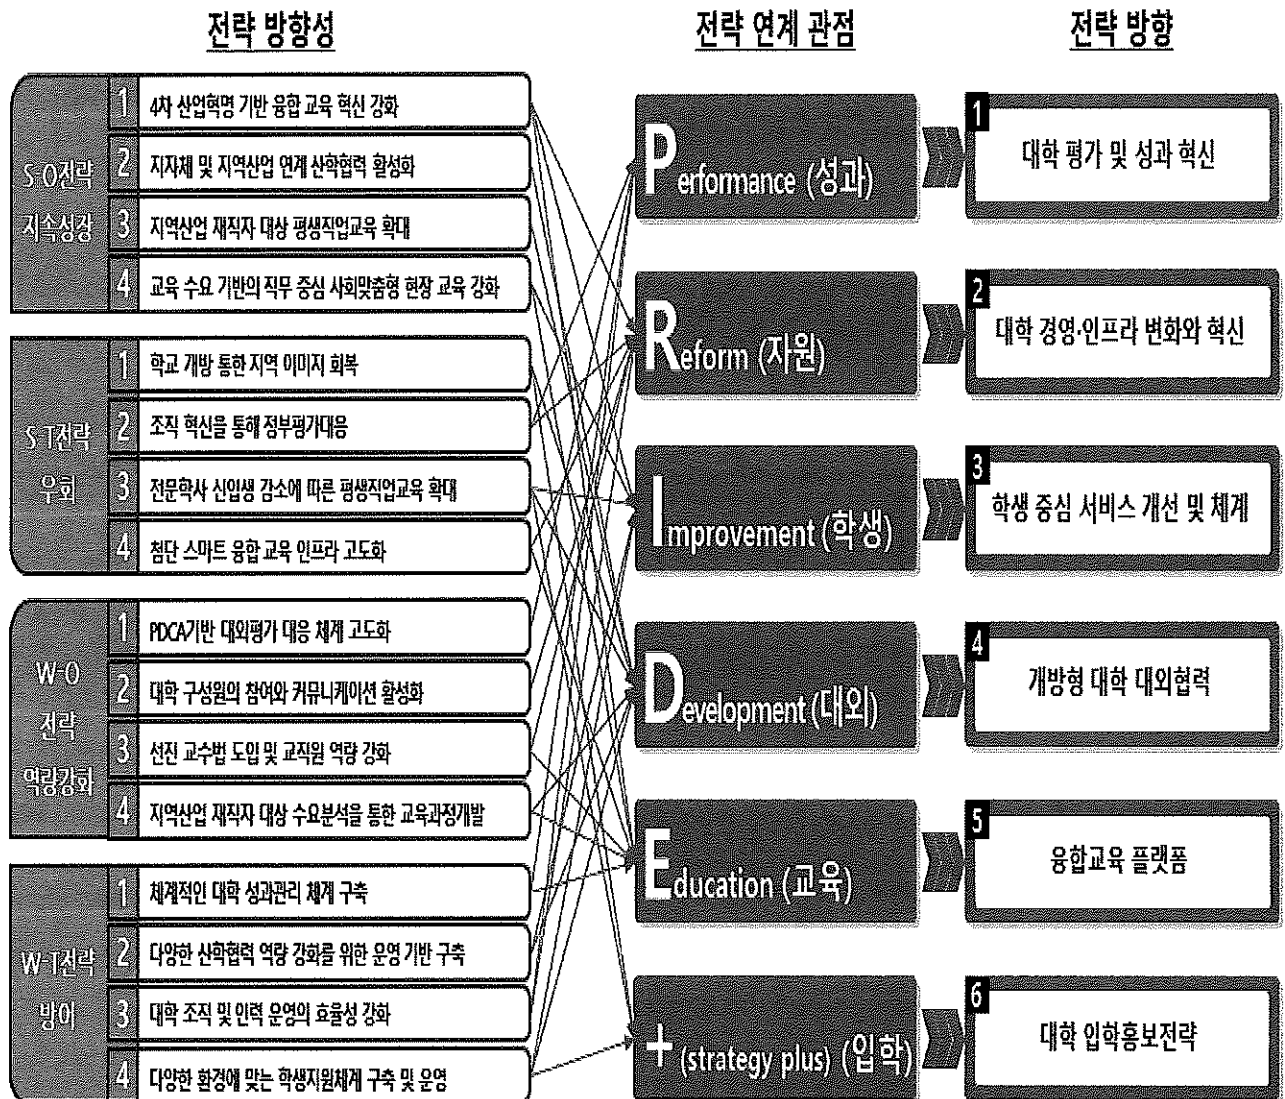 전략 방향성
전략 연계 관점
전략 방향
S-O전략
지속성장
1 4차 산업혁명 기반 융합 교육 혁신 강화
2 지자체 및 지역산업 연계 산학협력 활성화
3 지역산업 재직자 대상 평생직업교육 확대
4 교육 수요 기반의 직무 중심 사회맞춤형 현장 교육 강화
S-T전략
우회
1 학교 개방 통한 지역 이미지 회복
2 조직 혁신을 통해 정부평가대응
3 전문학사 신입생 감소에 따른 평생직업교육 확대
4 첨단 스마트 융합 교육 인프라 고도화
W-O
전략
역량강화
1 PDCA기반 대외평가 대응 체계 고도화
2 대학 구성원의 참여와 커뮤니케이션 활성화
3 선진 교수법 도입 및 교직원 역량 강화
4 지역산업 재직자 대상 수요분석을 통한 교육과정개발
W-T전략
방어
1 체계적인 대학 성과관리 체계 구축
2 다양한 산학협력 역량 강화를 위한 운영 기반 구축
3 대학 조직 및 인력 운영의 효율성 강화
4 다양한 환경에 맞는 학생지원체계 구축 및 운영
Performance (성과)
Reform (자원)
Improvement (학생)
Development (대외)
Education (교육)
+ (strategy plus) (입학)
1 대학 평가 및 성과 혁신
2 대학 경영·인프라 변화와 혁신
3 학생 중심 서비스 개선 및 체계
4 개방형 대학 대외협력
5 융합교육 플랫폼
6 대학 입학홍보전략